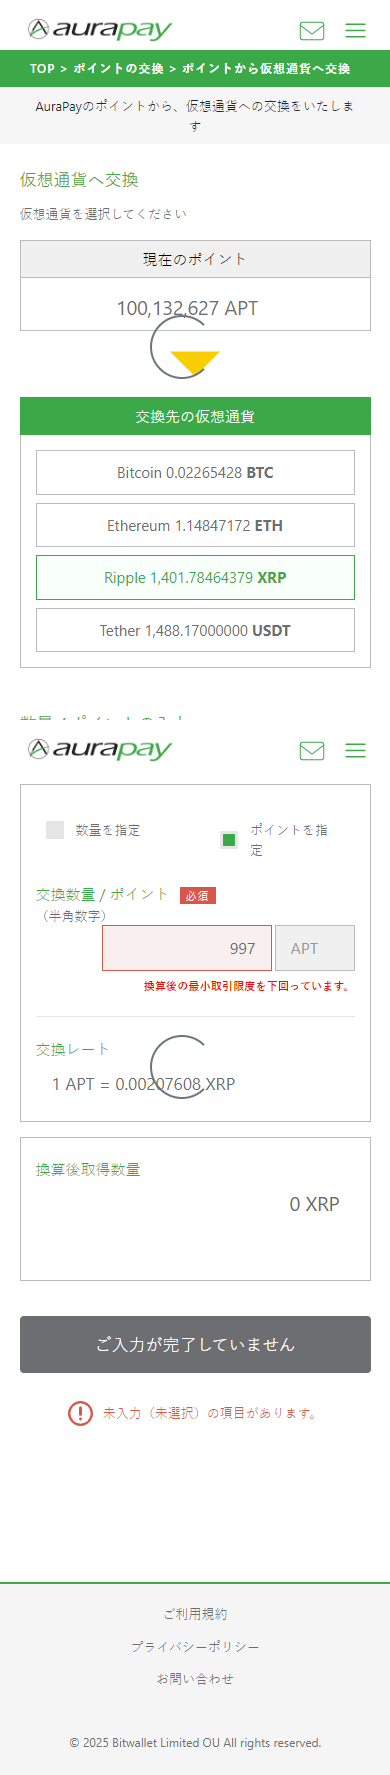 aurapay
TOP > ポイントの交換 > ポイントから仮想通貨へ交換
AuraPayのポイントから、仮想通貨への交換をいたしま
す
仮想通貨へ交換
仮想通貨を選択してください
現在のポイント
100,132,627 APT
交換先の仮想通貨
Bitcoin 0.02265428 BTC
Ethereum 1.14847172 ETH
Ripple 1,401.78464379 XRP
Tether 1,488.17000000 USDT
aurapay
数量を指定
ポイントを指
定
交換数量 / ポイント 必須
（半角数字）
997 APT
換算後の最小取引限度を下回っています。
交換レート
1 APT = 0.00207608 XRP
換算後取得数量
0 XRP
ご入力が完了していません
未入力（未選択）の項目があります。
ご利用規約
プライバシーポリシー
お問い合わせ
© 2025 Bitwallet Limited OU All rights reserved.